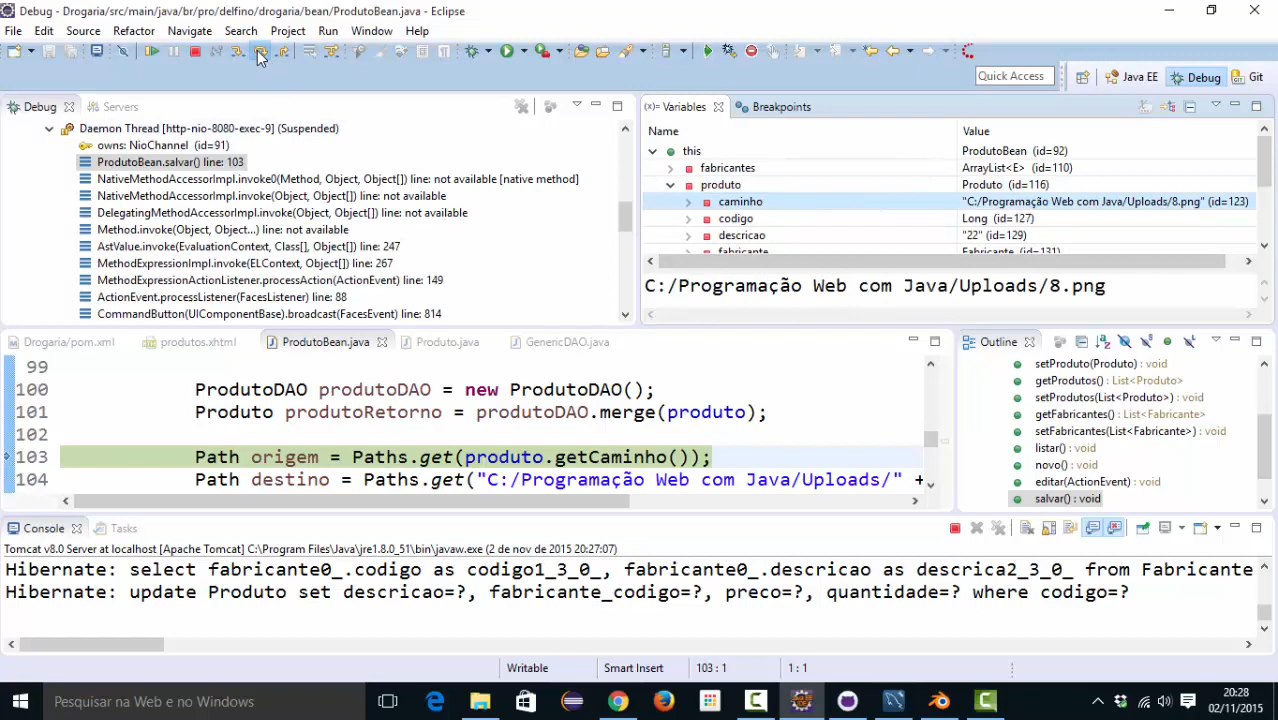 Debug - Drogaria/src/main/java/br/pro/delfino/drogaria/bean/ProdutoBean.java - Eclipse
File Edit Source Refactor Navigate Search Project Run Window Help
Quick Access Java EE Debug Git
Debug Servers
Daemon Thread [http-nio-8080-exec-9] (Suspended)
owns: NioChannel (id=91)
ProdutoBean.salvar() line: 103
NativeMethodAccessorImpl.invoke0(Method, Object, Object[]) line: not available [native method]
NativeMethodAccessorImpl.invoke(Method, Object, Object[]) line: not available
DelegatingMethodAccessorImpl.invoke(Object, Object[]) line: not available
Method.invoke(Object, Object...) line: not available
AstValue.invoke(EvaluationContext, Class[], Object[]) line: 247
MethodExpressionImpl.invoke(ELContext, Object[]) line: 267
MethodExpressionActionListener.processAction(ActionEvent) line: 149
ActionEvent.processListener(FacesListener) line: 88
CommandButton(UIComponentBase).broadcast(FacesEvent) line: 814
(x)= Variables Breakpoints
Name Value
this ProdutoBean (id=92)
fabricantes ArrayList<E> (id=110)
produto Produto (id=116)
caminho "C:/Programação Web com Java/Uploads/8.png" (id=123)
codigo Long (id=127)
descricao "22" (id=129)
fabricante Fabricante (id=131)
C:/Programação Web com Java/Uploads/8.png
Drogaria/pom.xml produtos.xhtml ProdutoBean.java Produto.java GenericDAO.java
99
100 ProdutoDAO produtoDAO = new ProdutoDAO();
101 Produto produtoRetorno = produtoDAO.merge(produto);
102
103 Path origem = Paths.get(produto.getCaminho());
104 Path destino = Paths.get("C:/Programação Web com Java/Uploads/" +
Outline
setProduto(Produto) : void
getProdutos() : List<Produto>
setProdutos(List<Produto>) : void
getFabricantes() : List<Fabricante>
setFabricantes(List<Fabricante>) : void
listar() : void
novo() : void
editar(ActionEvent) : void
salvar() : void
Console Tasks
Tomcat v8.0 Server at localhost [Apache Tomcat] C:\Program Files\Java\jre1.8.0_51\bin\javaw.exe (2 de nov de 2015 20:27:07)
Hibernate: select fabricante0_.codigo as codigo1_3_0_, fabricante0_.descricao as descrica2_3_0_ from Fabricante
Hibernate: update Produto set descricao=?, fabricante_codigo=?, preco=?, quantidade=? where codigo=?
Writable Smart Insert 103 : 1 1 : 1
Pesquisar na Web e no Windows
20:28
02/11/2015